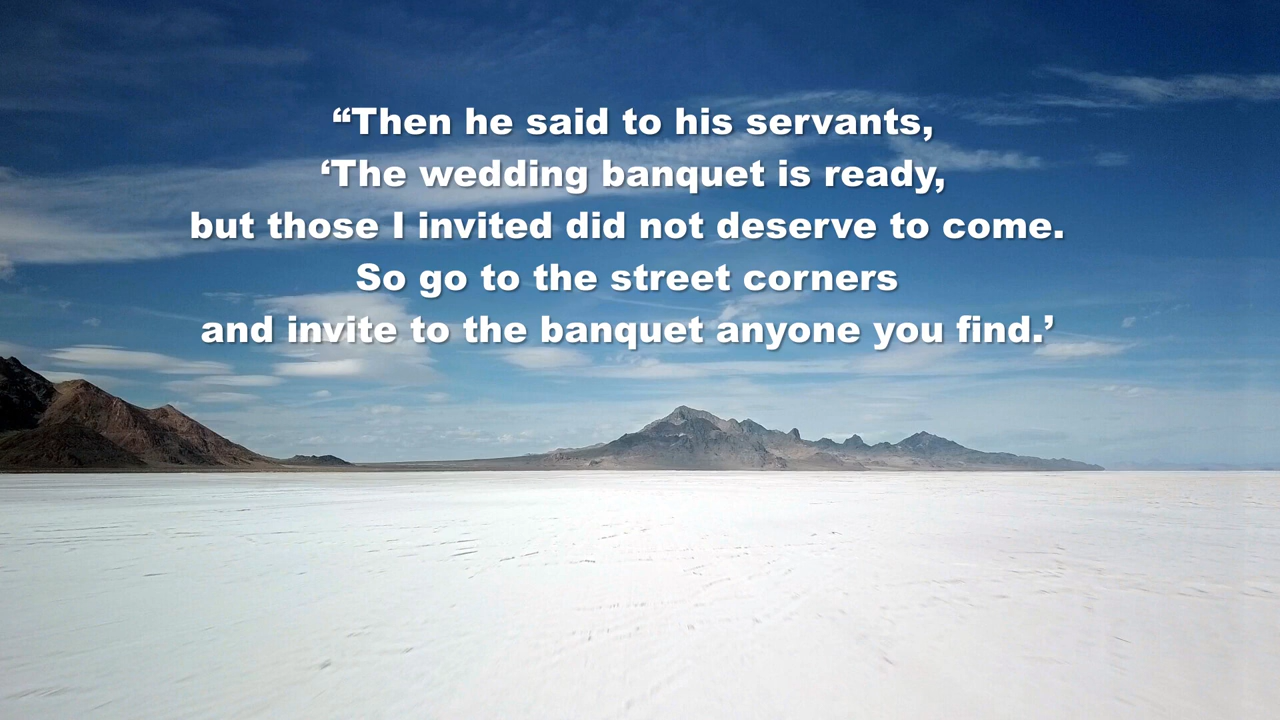 “Then he said to his servants,
‘The wedding banquet is ready,
but those I invited did not deserve to come.
So go to the street corners
and invite to the banquet anyone you find.’